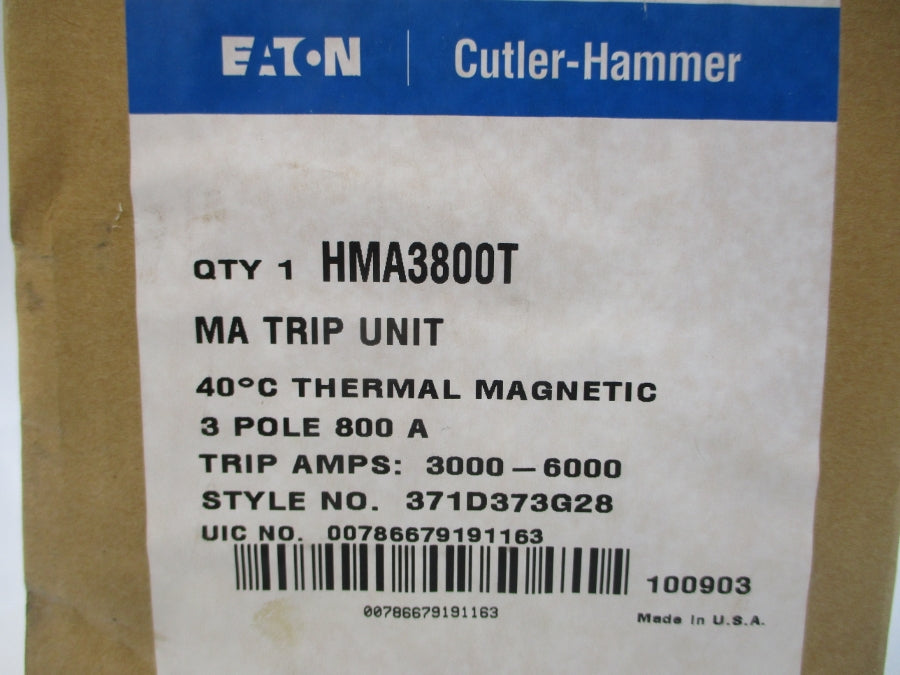 EATON Cutler-Hammer
QTY 1 HMA3800T
MA TRIP UNIT
40°C THERMAL MAGNETIC
3 POLE 800 A
TRIP AMPS: 3000 – 6000
STYLE NO. 371D373G28
UIC NO. 00786679191163
100903
00786679191163
Made in U.S.A.